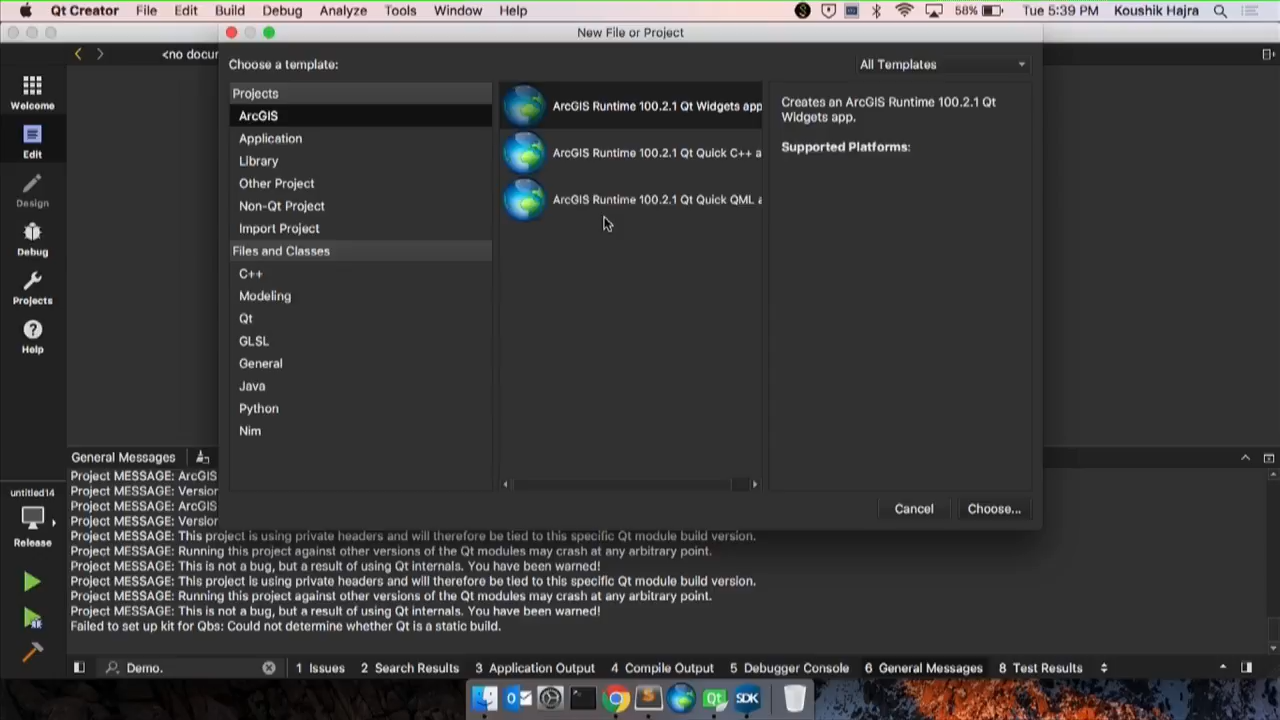 Qt Creator File Edit Build Debug Analyze Tools Window Help 58% Tue 5:39 PM Koushik Hajra
New File or Project
<no docur
Choose a template:
All Templates
Projects
ArcGIS
Application
Library
Other Project
Non-Qt Project
Import Project
Files and Classes
C++
Modeling
Qt
GLSL
General
Java
Python
Nim
ArcGIS Runtime 100.2.1 Qt Widgets app
ArcGIS Runtime 100.2.1 Qt Quick C++ a
ArcGIS Runtime 100.2.1 Qt Quick QML a
Creates an ArcGIS Runtime 100.2.1 Qt
Widgets app.
Supported Platforms:
Cancel Choose...
Welcome
Edit
Design
Debug
Projects
Help
untitled14
Release
General Messages
Project MESSAGE: ArcGIS
Project MESSAGE: Version
Project MESSAGE: ArcGIS
Project MESSAGE: Version
Project MESSAGE: This project is using private headers and will therefore be tied to this specific Qt module build version.
Project MESSAGE: Running this project against other versions of the Qt modules may crash at any arbitrary point.
Project MESSAGE: This is not a bug, but a result of using Qt internals. You have been warned!
Project MESSAGE: This project is using private headers and will therefore be tied to this specific Qt module build version.
Project MESSAGE: Running this project against other versions of the Qt modules may crash at any arbitrary point.
Project MESSAGE: This is not a bug, but a result of using Qt internals. You have been warned!
Failed to set up kit for Qbs: Could not determine whether Qt is a static build.
Demo. 1 Issues 2 Search Results 3 Application Output 4 Compile Output 5 Debugger Console 6 General Messages 8 Test Results
Qt SDK